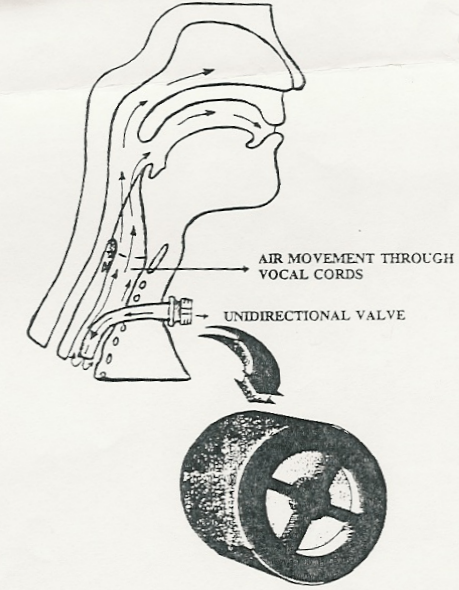 AIR MOVEMENT THROUGH
VOCAL CORDS
UNIDIRECTIONAL VALVE